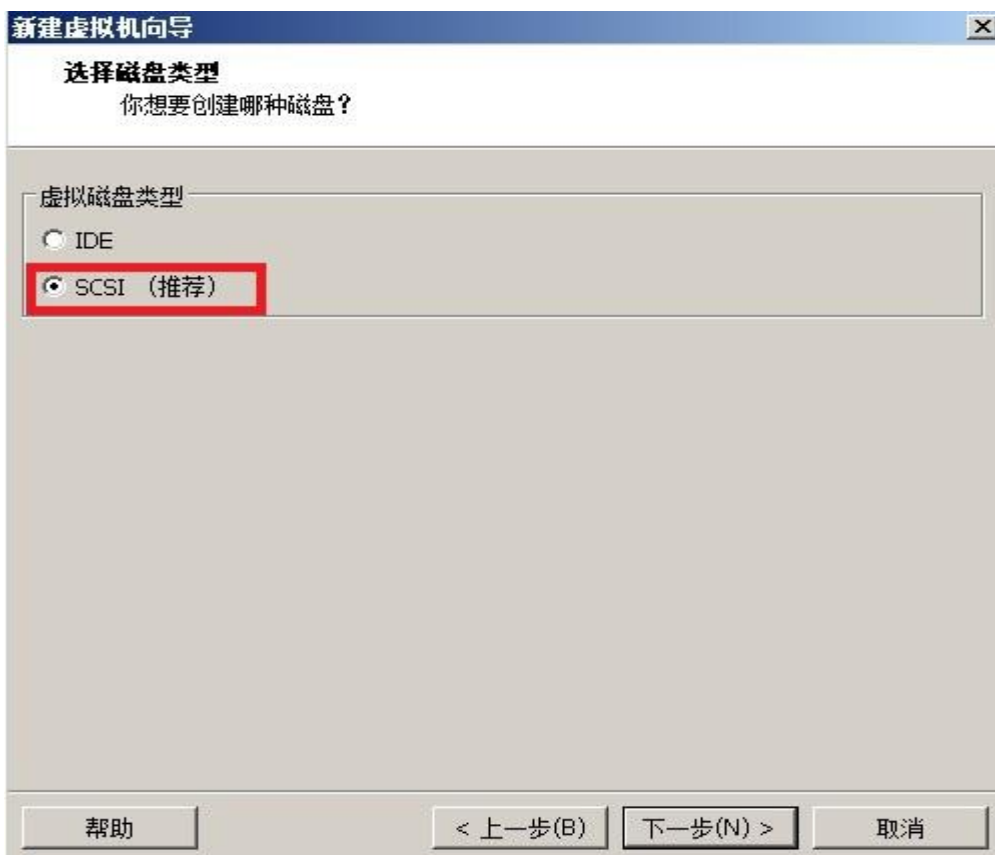 新建虚拟机向导
选择磁盘类型
你想要创建哪种磁盘？
虚拟磁盘类型
IDE
SCSI （推荐）
帮助
< 上一步(B)
下一步(N) >
取消